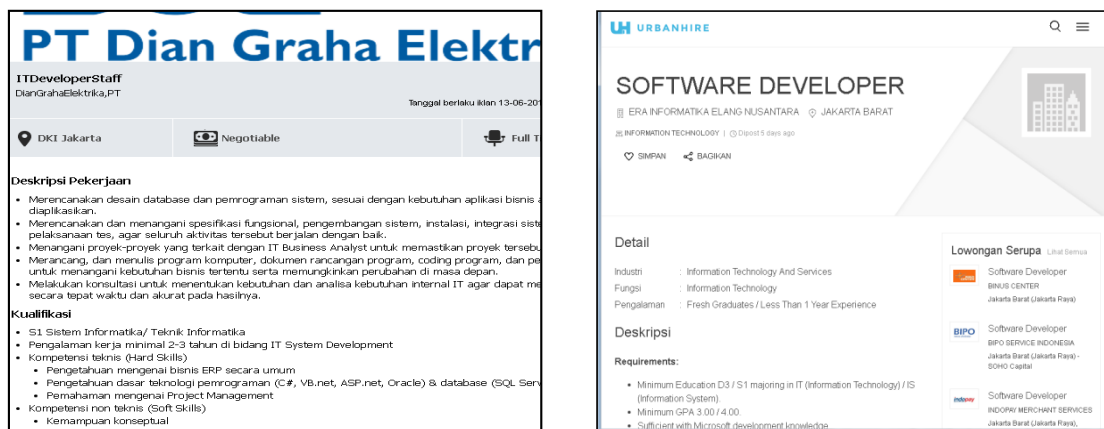 PT Dian Graha Elektr
ITDeveloperStaff
DianGrahaElektrika,PT
Tanggal berlaku iklan 13-06-201
DKI Jakarta
Negotiable
Full T
Deskripsi Pekerjaan
• Merencanakan desain database dan pemrograman sistem, sesuai dengan kebutuhan aplikasi bisnis a
diaplikasikan.
• Merencanakan dan menangani spesifikasi fungsional, pengembangan sistem, instalasi, integrasi siste
pelaksanaan tes, agar seluruh aktivitas tersebut berjalan dengan baik.
• Menangani proyek-proyek yang terkait dengan IT Business Analyst untuk memastikan proyek tersebu
• Merancang, dan menulis program komputer, dokumen rancangan program, coding program, dan pe
untuk menangani kebutuhan bisnis tertentu serta memungkinkan perubahan di masa depan.
• Melakukan konsultasi untuk menentukan kebutuhan dan analisa kebutuhan internal IT agar dapat me
secara tepat waktu dan akurat pada hasilnya.
Kualifikasi
• S1 Sistem Informatika/ Teknik Informatika
• Pengalaman kerja minimal 2-3 tahun di bidang IT System Development
• Kompetensi teknis (Hard Skills)
• Pengetahuan mengenai bisnis ERP secara umum
• Pengetahuan dasar teknologi pemrograman (C#, VB.net, ASP.net, Oracle) & database (SQL Serv
• Pemahaman mengenai Project Management
• Kompetensi non teknis (Soft Skills)
• Kemampuan konseptual
UH URBANHIRE
SOFTWARE DEVELOPER
ERA INFORMATIKA ELANG NUSANTARA JAKARTA BARAT
INFORMATION TECHNOLOGY | Dipost 5 days ago
SIMPAN BAGIKAN
Detail
Industri : Information Technology And Services
Fungsi : Information Technology
Pengalaman : Fresh Graduates / Less Than 1 Year Experience
Deskripsi
Requirements:
• Minimum Education D3 / S1 majoring in IT (Information Technology) / IS
(Information System).
• Minimum GPA 3.00 / 4.00.
• Sufficient with Microsoft development knowledge
Lowongan Serupa Lihat Semua
Software Developer
BINUS CENTER
Jakarta Barat (Jakarta Raya)
BIPO
Software Developer
BIPO SERVICE INDONESIA
Jakarta Barat (Jakarta Raya) -
SOHO Capital
indopay
Software Developer
INDOPAY MERCHANT SERVICES
Jakarta Barat (Jakarta Raya),